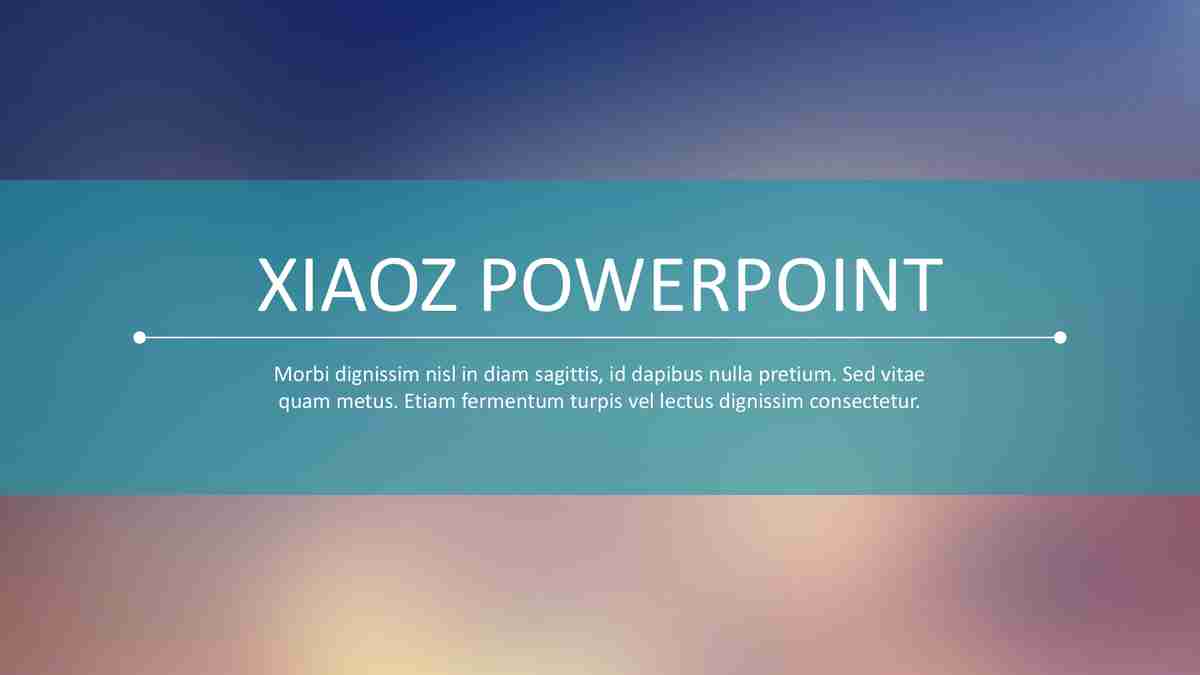 XIAOZ POWERPOINT
Morbi dignissim nisl in diam sagittis, id dapibus nulla pretium. Sed vitae
quam metus. Etiam fermentum turpis vel lectus dignissim consectetur.